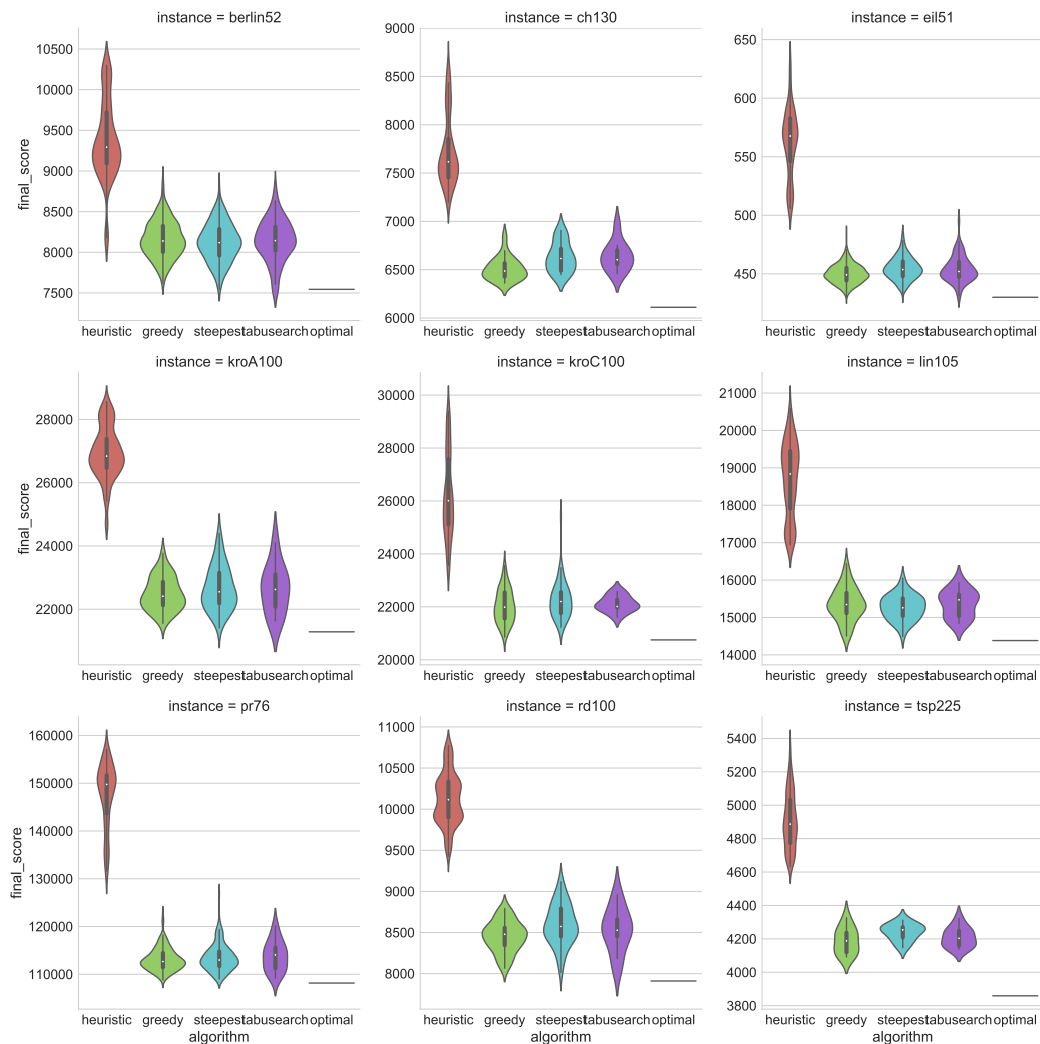 instance = berlin52
10500
10000
9500
9000
8500
8000
7500
final_score
heuristic greedy steepest tabusearch optimal
instance = ch130
9000
8500
8000
7500
7000
6500
6000
heuristic greedy steepest tabusearch optimal
instance = eil51
650
600
550
500
450
heuristic greedy steepest tabusearch optimal
instance = kroA100
28000
26000
24000
22000
final_score
heuristic greedy steepest tabusearch optimal
instance = kroC100
30000
28000
26000
24000
22000
20000
heuristic greedy steepest tabusearch optimal
instance = lin105
21000
20000
19000
18000
17000
16000
15000
14000
heuristic greedy steepest tabusearch optimal
instance = pr76
160000
150000
140000
130000
120000
110000
final_score
heuristic greedy steepest tabusearch optimal
algorithm
instance = rd100
11000
10500
10000
9500
9000
8500
8000
heuristic greedy steepest tabusearch optimal
algorithm
instance = tsp225
5400
5200
5000
4800
4600
4400
4200
4000
3800
heuristic greedy steepest tabusearch optimal
algorithm